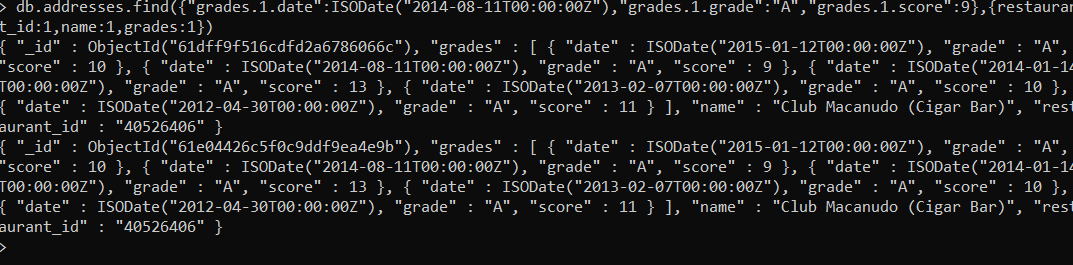 > db.addresses.find({"grades.1.date":ISODate("2014-08-11T00:00:00Z"),"grades.1.grade":"A","grades.1.score":9},{restauran
t_id:1,name:1,grades:1})
{ "_id" : ObjectId("61dff9f516cdfd2a6786066c"), "grades" : [ { "date" : ISODate("2015-01-12T00:00:00Z"), "grade" : "A",
"score" : 10 }, { "date" : ISODate("2014-08-11T00:00:00Z"), "grade" : "A", "score" : 9 }, { "date" : ISODate("2014-01-14
T00:00:00Z"), "grade" : "A", "score" : 13 }, { "date" : ISODate("2013-02-07T00:00:00Z"), "grade" : "A", "score" : 10 },
{ "date" : ISODate("2012-04-30T00:00:00Z"), "grade" : "A", "score" : 11 } ], "name" : "Club Macanudo (Cigar Bar)", "rest
aurant_id" : "40526406" }
{ "_id" : ObjectId("61e04426c5f0c9ddf9ea4e9b"), "grades" : [ { "date" : ISODate("2015-01-12T00:00:00Z"), "grade" : "A",
"score" : 10 }, { "date" : ISODate("2014-08-11T00:00:00Z"), "grade" : "A", "score" : 9 }, { "date" : ISODate("2014-01-14
T00:00:00Z"), "grade" : "A", "score" : 13 }, { "date" : ISODate("2013-02-07T00:00:00Z"), "grade" : "A", "score" : 10 },
{ "date" : ISODate("2012-04-30T00:00:00Z"), "grade" : "A", "score" : 11 } ], "name" : "Club Macanudo (Cigar Bar)", "rest
aurant_id" : "40526406" }
>